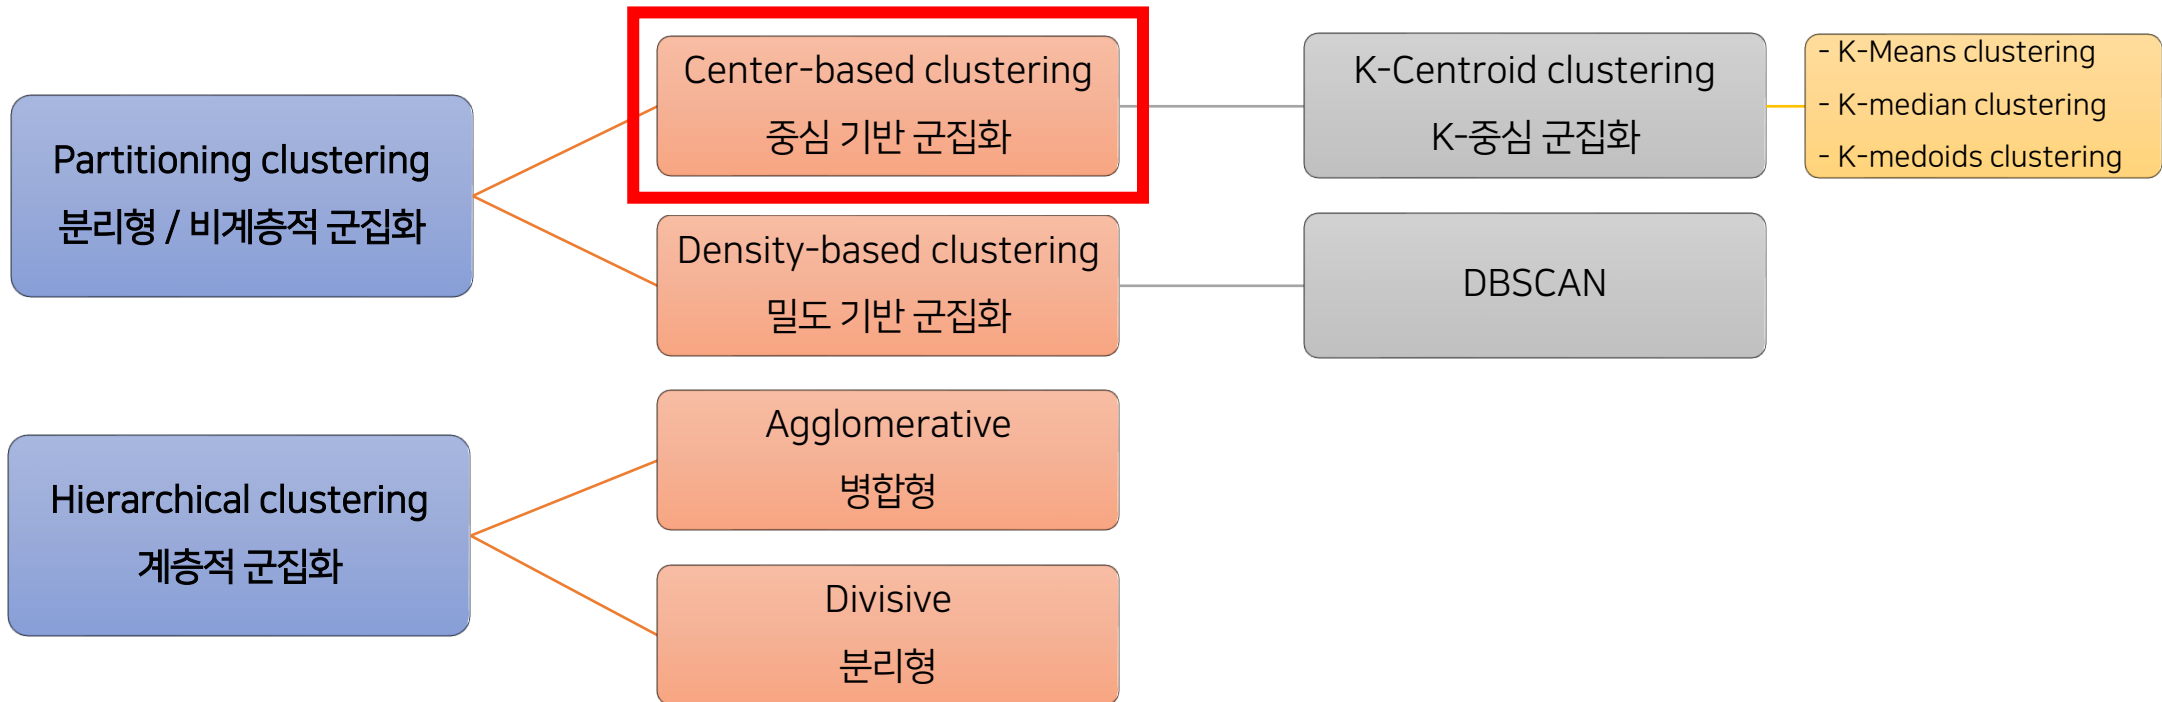 Partitioning clustering
분리형 / 비계층적 군집화
Center-based clustering
중심 기반 군집화
K-Centroid clustering
K-중심 군집화
- K-Means clustering
- K-median clustering
- K-medoids clustering
Density-based clustering
밀도 기반 군집화
DBSCAN
Hierarchical clustering
계층적 군집화
Agglomerative
병합형
Divisive
분리형